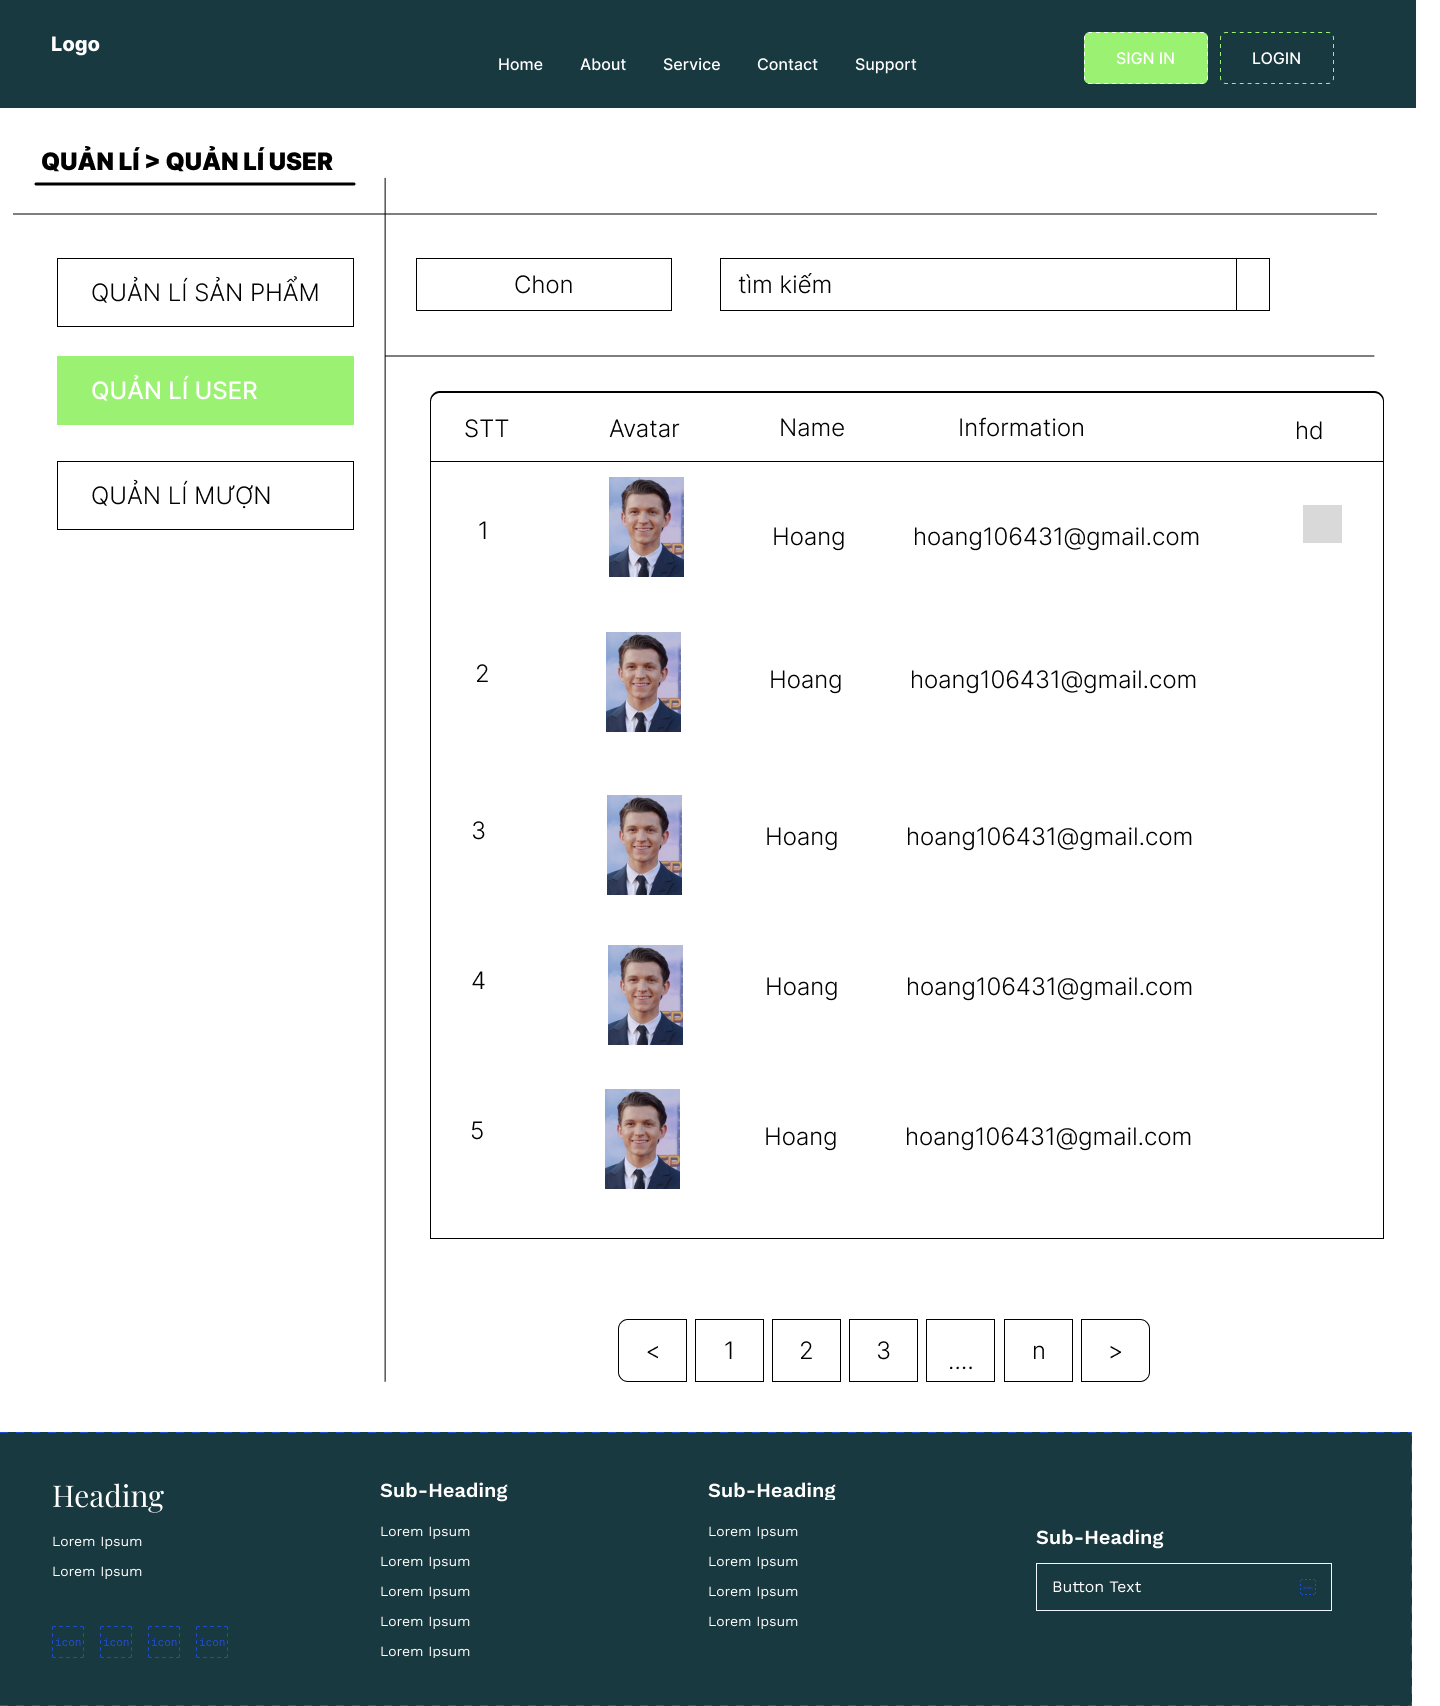 Logo
Home About Service Contact Support
SIGN IN LOGIN
QUẢN LÍ > QUẢN LÍ USER
QUẢN LÍ SẢN PHẨM
QUẢN LÍ USER
QUẢN LÍ MƯỢN
Chon
tìm kiếm
STT Avatar Name Information hd
1 Hoang hoang106431@gmail.com
2 Hoang hoang106431@gmail.com
3 Hoang hoang106431@gmail.com
4 Hoang hoang106431@gmail.com
5 Hoang hoang106431@gmail.com
< 1 2 3 .... n >
Heading
Lorem Ipsum
Lorem Ipsum
icon icon icon icon
Sub-Heading
Lorem Ipsum
Lorem Ipsum
Lorem Ipsum
Lorem Ipsum
Lorem Ipsum
Sub-Heading
Lorem Ipsum
Lorem Ipsum
Lorem Ipsum
Lorem Ipsum
Sub-Heading
Button Text